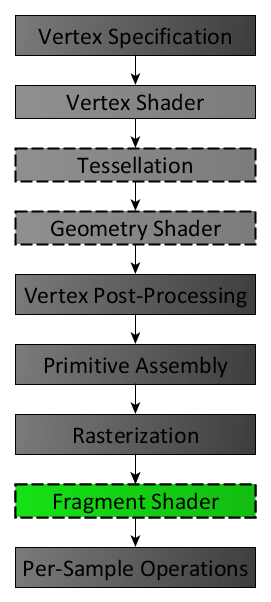 Vertex Specification
Vertex Shader
Tessellation
Geometry Shader
Vertex Post-Processing
Primitive Assembly
Rasterization
Fragment Shader
Per-Sample Operations